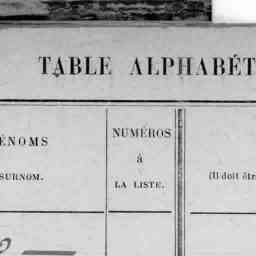 TABLE ALPHABÉT
ÉNOMS
SURNOM.
NUMÉROS
à
LA LISTE.
(Il doit êtr